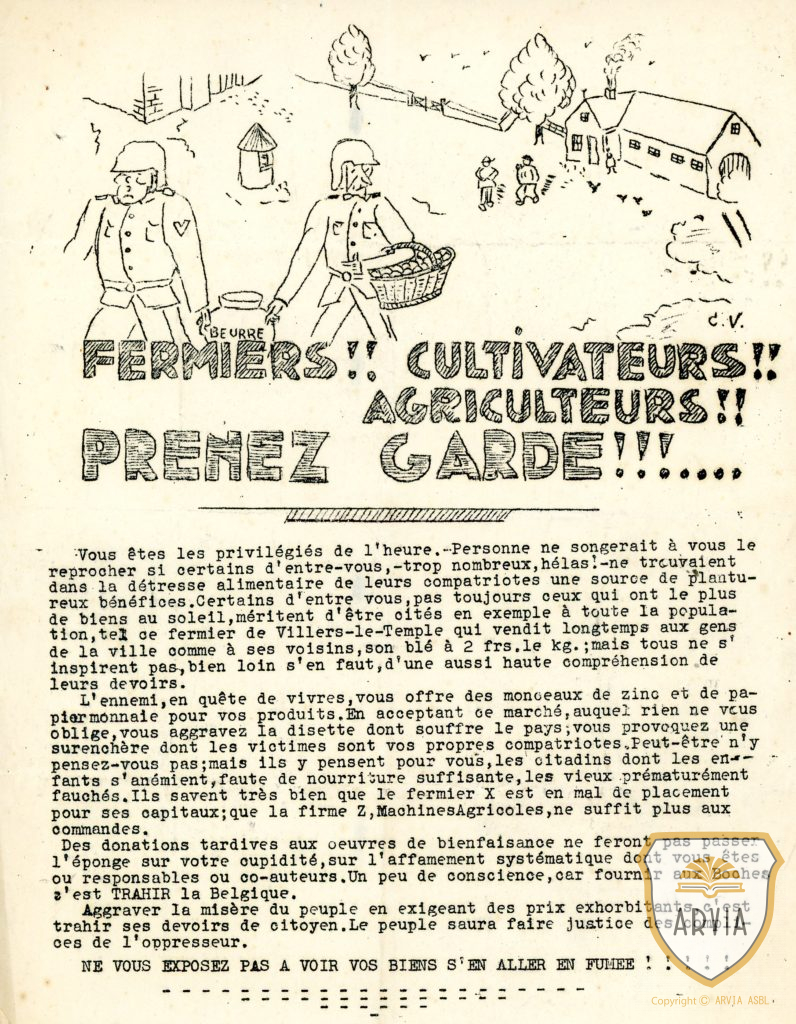 C.V.
BEURRE
FERMIERS!! CULTIVATEURS!!
AGRICULTEURS!!
PRENEZ GARDE!!!.....
Vous êtes les privilégiés de l'heure.-Personne ne songerait à vous le
reprocher si certains d'entre-vous,-trop nombreux,hélas!-ne trouvaient
dans la détresse alimentaire de leurs compatriotes une source de plantu-
reux bénéfices.Certains d'entre vous,pas toujours ceux qui ont le plus
de biens au soleil,méritent d'être cités en exemple à toute la popula-
tion,tel ce fermier de Villers-le-Temple qui vendit longtemps aux gens
de la ville comme à ses voisins,son blé à 2 frs.le kg.;mais tous ne s'
inspirent pas,bien loin s'en faut,d'une aussi haute compréhension de
leurs devoirs.
L'ennemi,en quête de vivres,vous offre des monceaux de zinc et de pa-
piermonnaie pour vos produits.En acceptant ce marché,auquel rien ne vous
oblige,vous aggravez la disette dont souffre le pays;vous provoquez une
surenchère dont les victimes sont vos propres compatriotes.Peut-être n'y
pensez-vous pas;mais ils y pensent pour vous,les citadins dont les en--
fants s'anémient,faute de nourriture suffisante,les vieux prématurément
fauchés.Ils savent très bien que le fermier X est en mal de placement
pour ses capitaux;que la firme Z,MachinesAgricoles,ne suffit plus aux
commandes.
Des donations tardives aux oeuvres de bienfaisance ne feront pas passer
l'éponge sur votre cupidité,sur l'affamement systématique dont vous êtes
ou responsables ou co-auteurs.Un peu de conscience,car fournir aux Boches
z'est TRAHIR la Belgique.
Aggraver la misère du peuple en exigeant des prix exhorbitants c'est
trahir ses devoirs de citoyen.Le peuple saura faire justice des compli-
ces de l'oppresseur.
NE VOUS EXPOSEZ PAS A VOIR VOS BIENS S'EN ALLER EN FUMEE ! ! ! ! !
ARVIA
Copyright © ARVIA ASBL